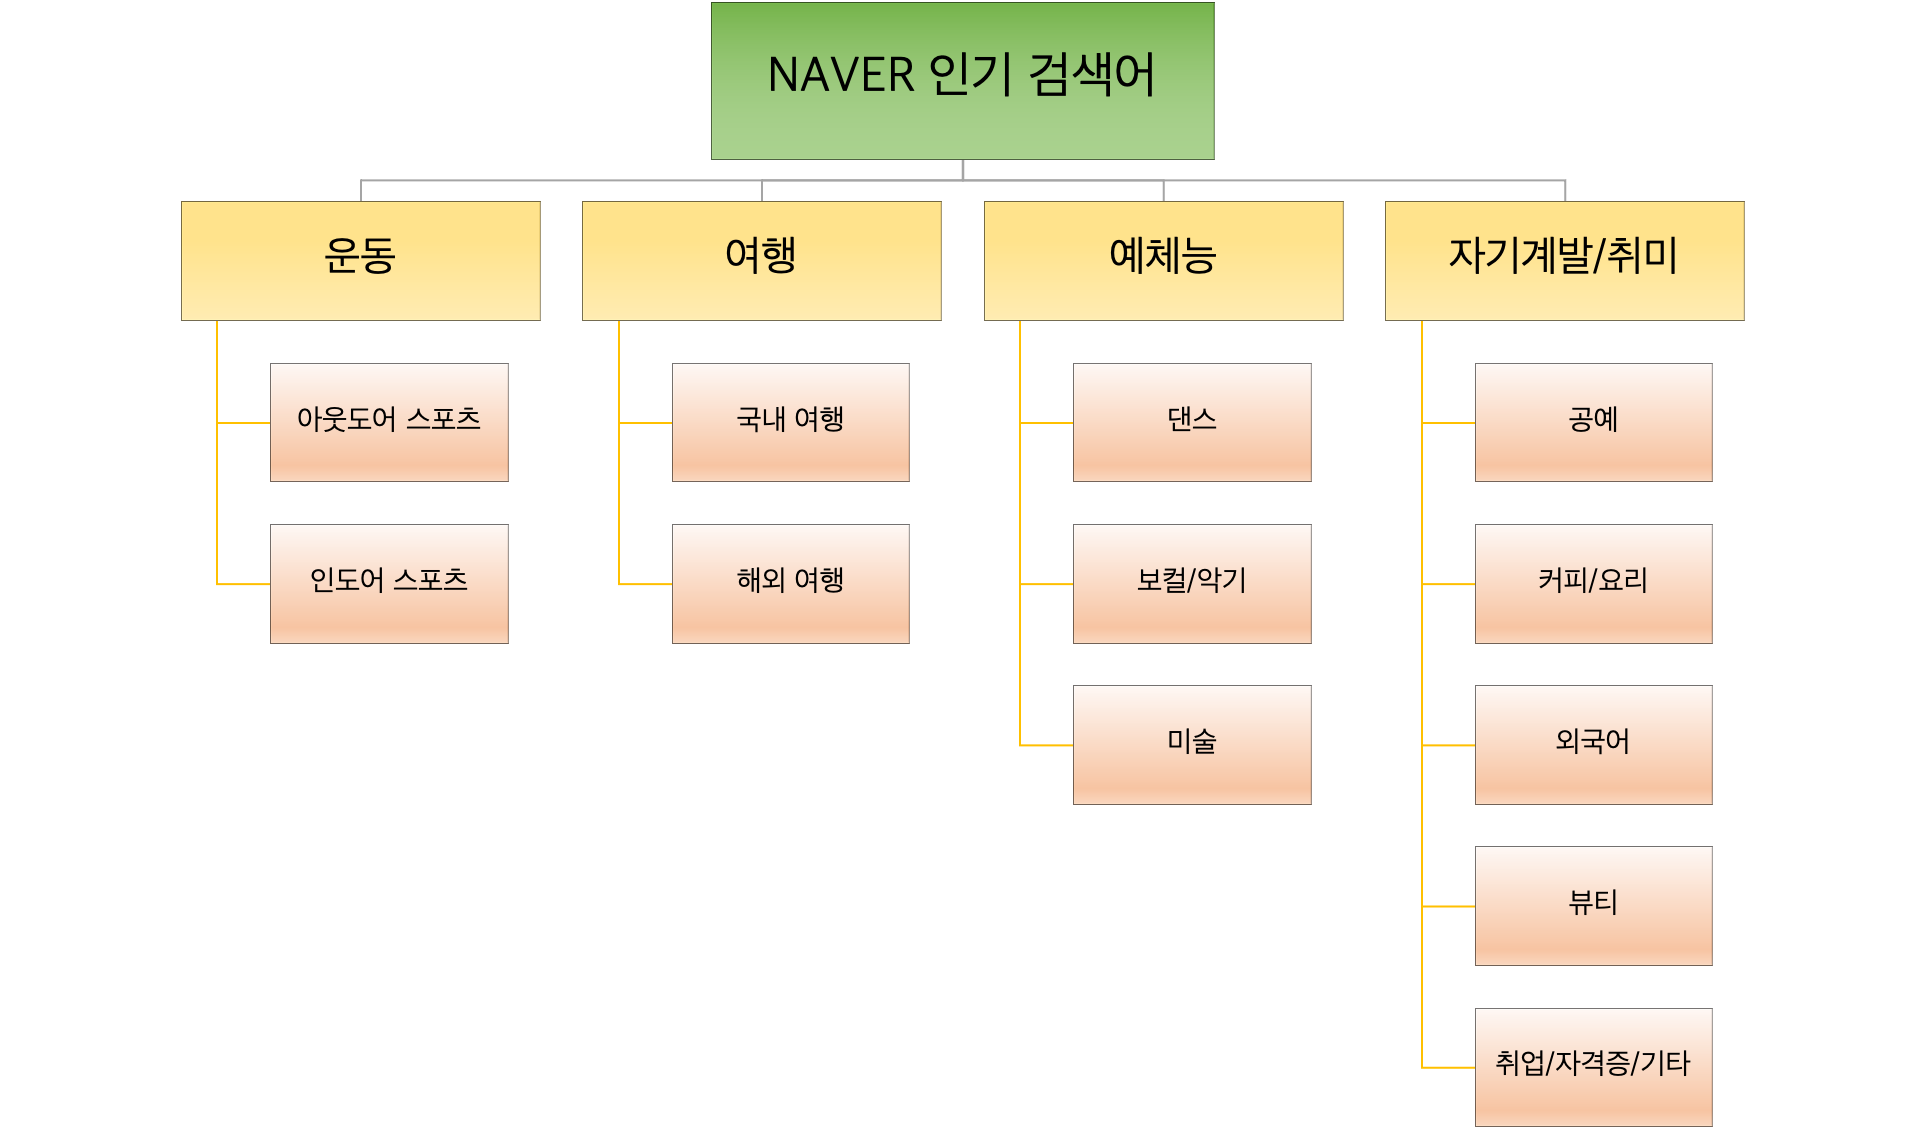 NAVER 인기 검색어
운동
여행
예체능
자기계발/취미
아웃도어 스포츠
국내 여행
댄스
공예
인도어 스포츠
해외 여행
보컬/악기
커피/요리
미술
외국어
뷰티
취업/자격증/기타